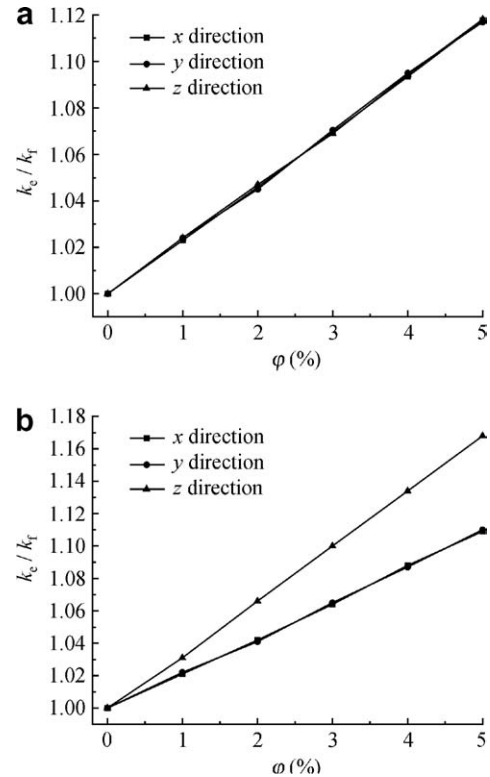 a
x direction
y direction
z direction
1.12
1.10
1.08
1.06
1.04
1.02
1.00
k_e / k_f
0 1 2 3 4 5
φ (%)
b
x direction
y direction
z direction
1.18
1.16
1.14
1.12
1.10
1.08
1.06
1.04
1.02
1.00
k_e / k_f
0 1 2 3 4 5
φ (%)